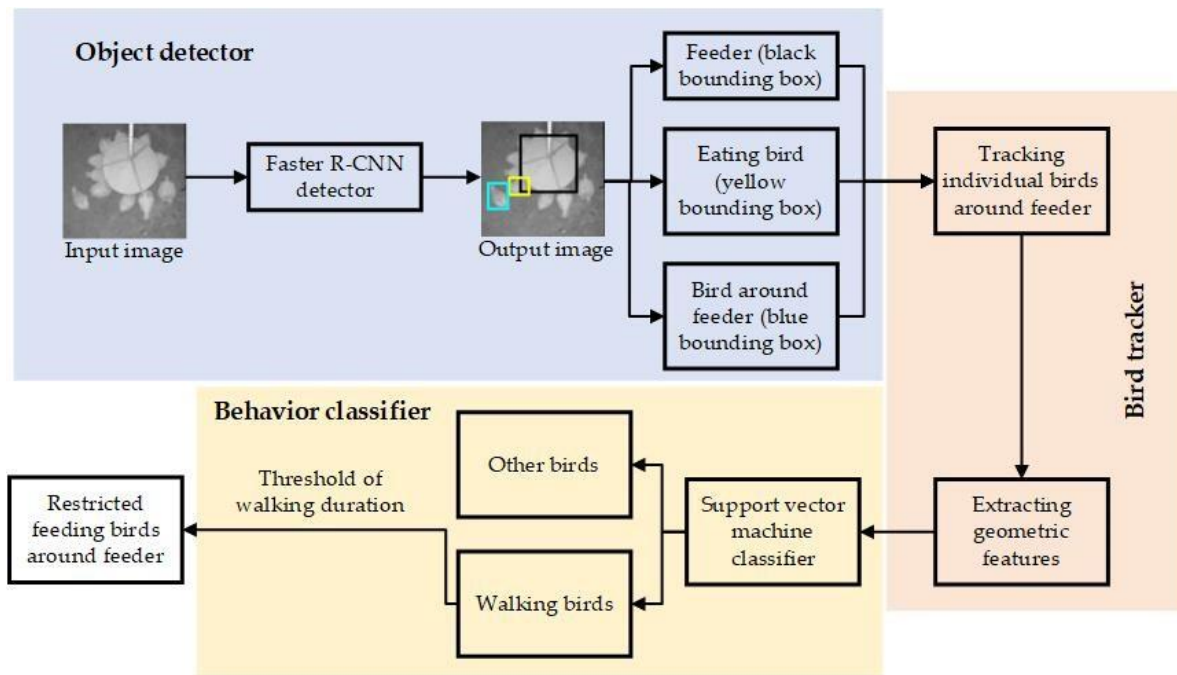 Object detector
Input image
Faster R-CNN
detector
Output image
Feeder (black
bounding box)
Eating bird
(yellow
bounding box)
Bird around
feeder (blue
bounding box)
Tracking
individual birds
around feeder
Bird tracker
Extracting
geometric
features
Behavior classifier
Support vector
machine
classifier
Other birds
Walking birds
Threshold of
walking duration
Restricted
feeding birds
around feeder